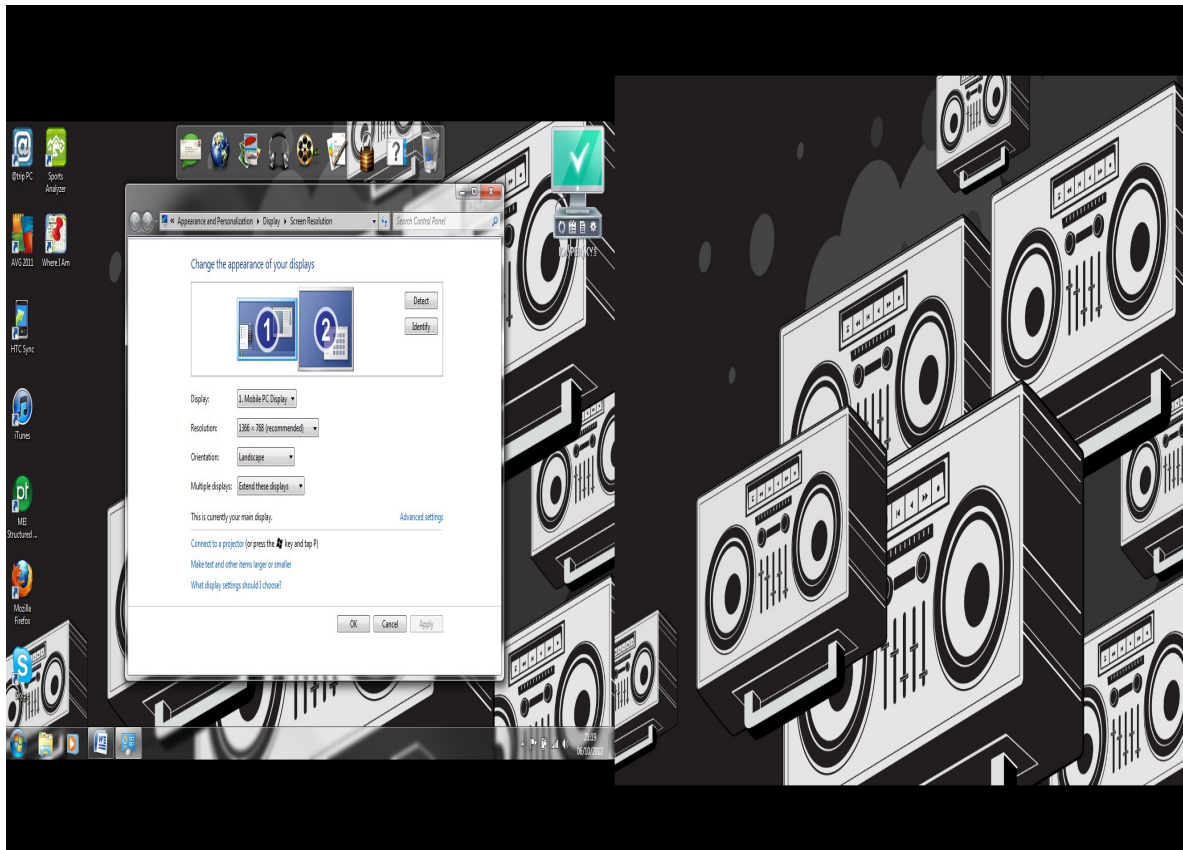 @trip PC
Sports
Analyzer
AVG 2011
Where I Am
HTC Sync
iTunes
pt
MEI
Structured ...
Mozilla
Firefox
S
?
« Appearance and Personalization ▸ Display ▸ Screen Resolution
Search Control Panel
Change the appearance of your displays
1
2
Detect
Identify
Display:
1. Mobile PC Display
Resolution:
1366 × 768 (recommended)
Orientation:
Landscape
Multiple displays:
Extend these displays
This is currently your main display.
Advanced settings
Connect to a projector (or press the key and tap P)
Make text and other items larger or smaller
What display settings should I choose?
OK
Cancel
Apply
21:19
06/10/2012